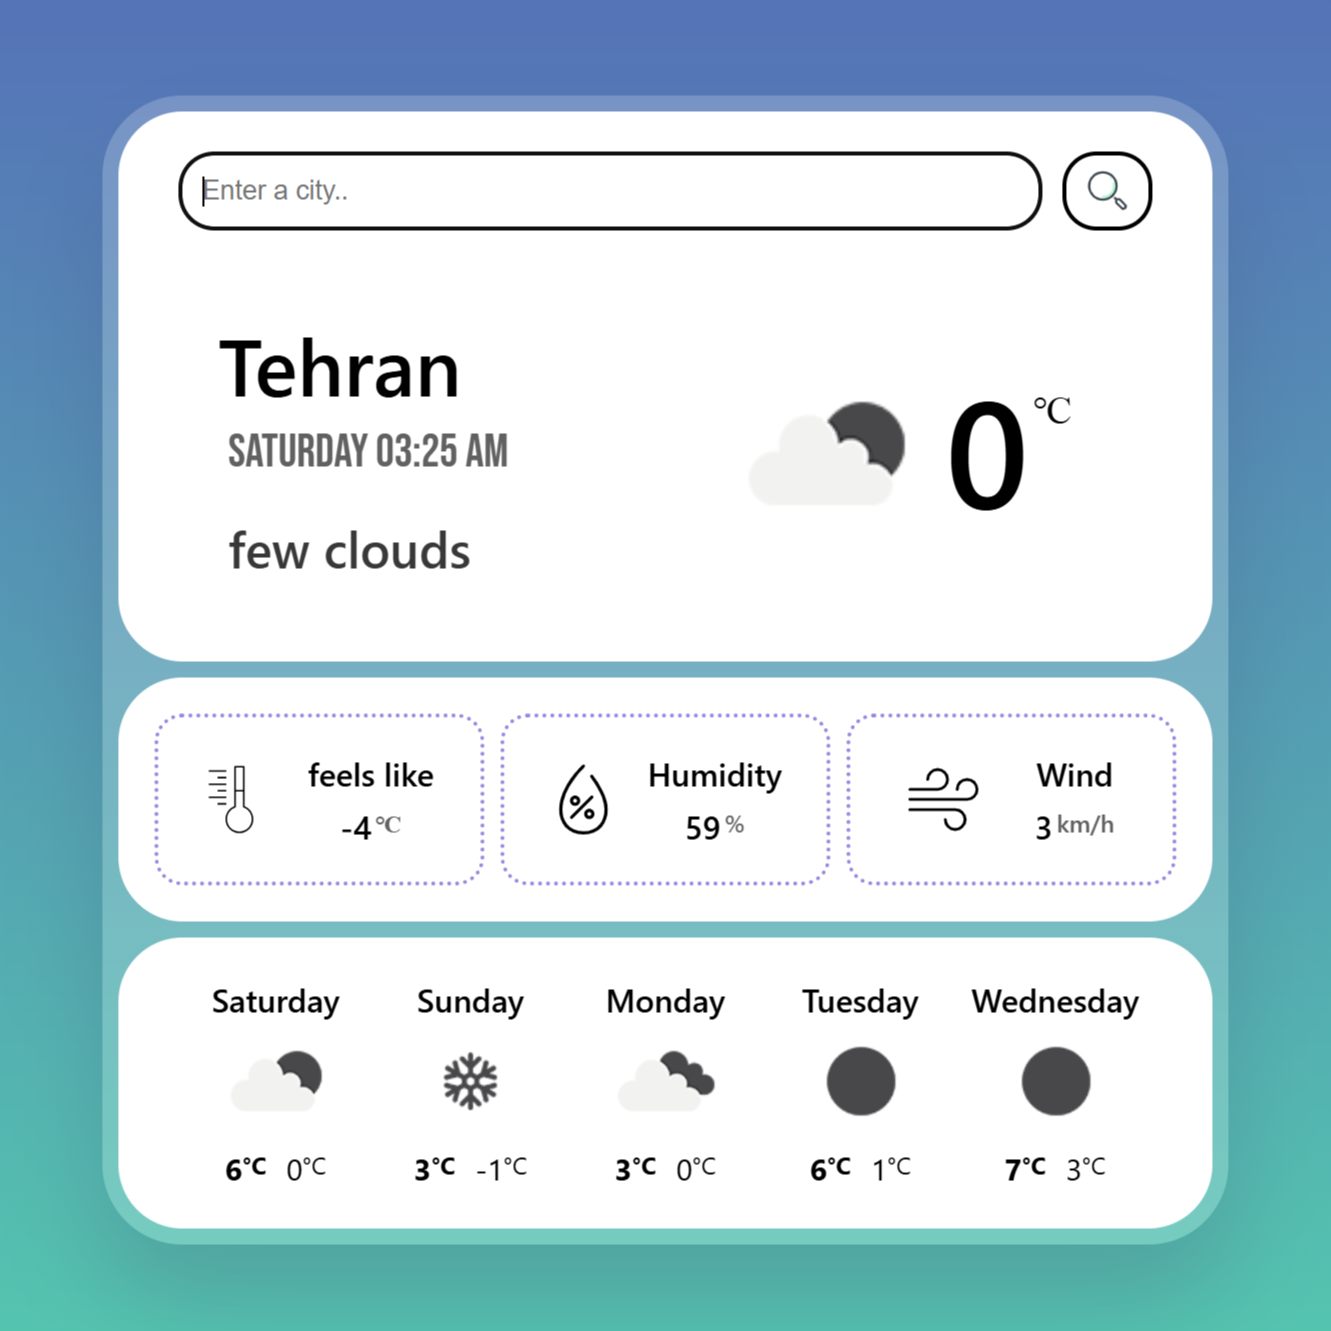 Enter a city..
Tehran
SATURDAY 03:25 AM
few clouds
0 °C
feels like
-4 °C
Humidity
59 %
Wind
3 km/h
Saturday Sunday Monday Tuesday Wednesday
6°C 0°C 3°C -1°C 3°C 0°C 6°C 1°C 7°C 3°C